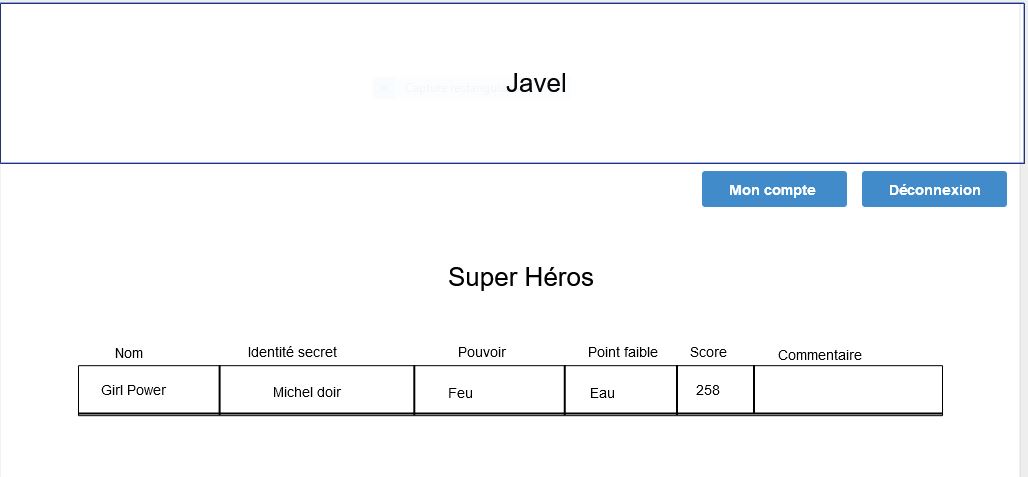 Javel
Mon compte Déconnexion
Super Héros
Nom Identité secret Pouvoir Point faible Score Commentaire
Girl Power Michel doir Feu Eau 258